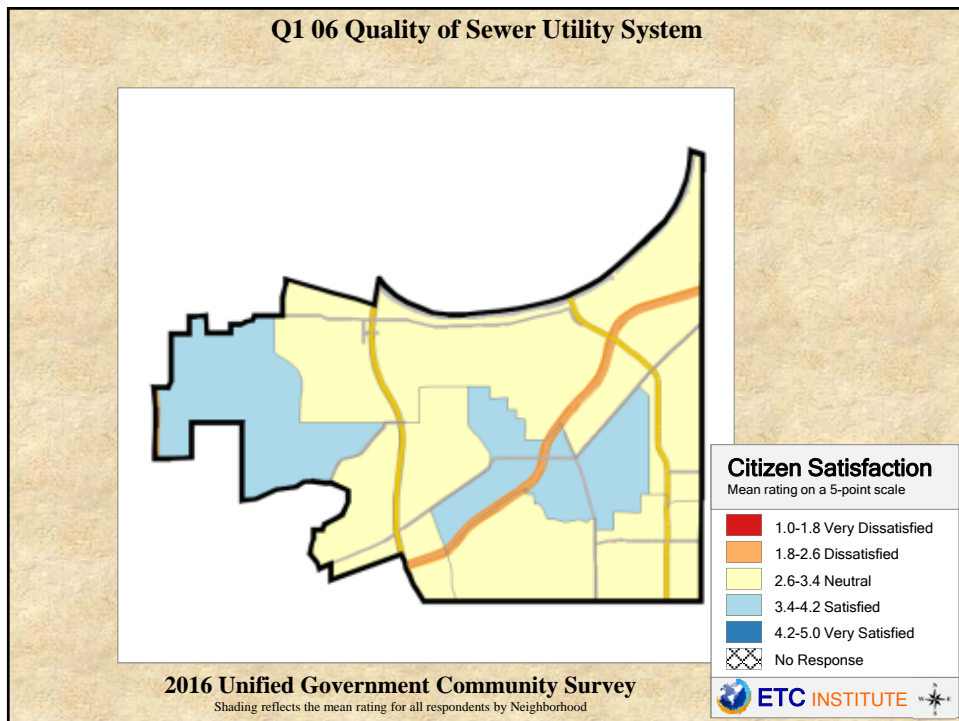 Q1 06 Quality of Sewer Utility System
Citizen Satisfaction
Mean rating on a 5-point scale
1.0-1.8 Very Dissatisfied
1.8-2.6 Dissatisfied
2.6-3.4 Neutral
3.4-4.2 Satisfied
4.2-5.0 Very Satisfied
No Response
ETC INSTITUTE
N
W E
S
2016 Unified Government Community Survey
Shading reflects the mean rating for all respondents by Neighborhood